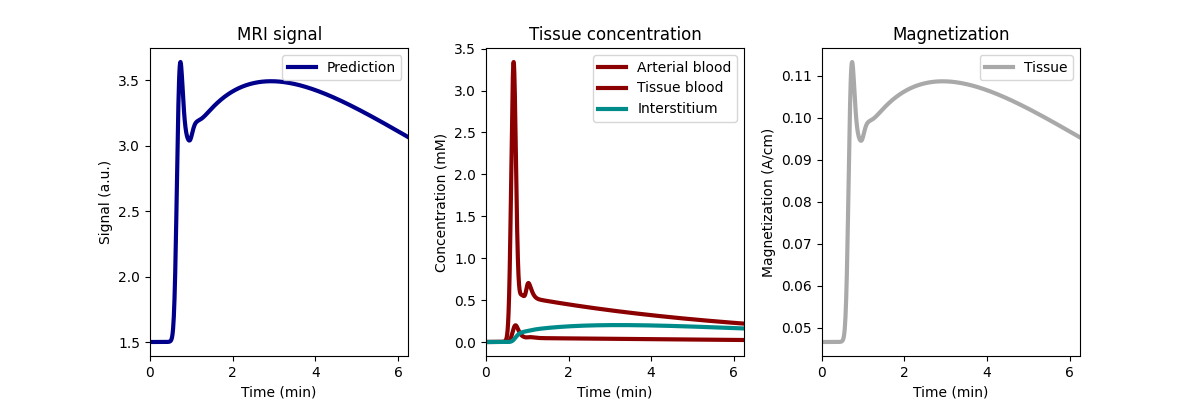 MRI signal
Prediction
3.5
3.0
2.5
2.0
1.5
Signal (a.u.)
0 2 4 6
Time (min)
Tissue concentration
Arterial blood
Tissue blood
Interstitium
3.5
3.0
2.5
2.0
1.5
1.0
0.5
0.0
Concentration (mM)
0 2 4 6
Time (min)
Magnetization
Tissue
0.11
0.10
0.09
0.08
0.07
0.06
0.05
Magnetization (A/cm)
0 2 4 6
Time (min)